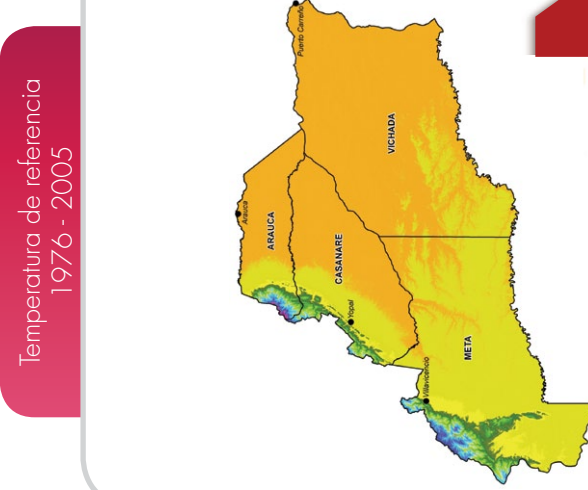 Temperatura de referencia
1976 - 2005
Puerto Carreño
VICHADA
Arauca
ARAUCA
CASANARE
Yopal
META
Villavicencio